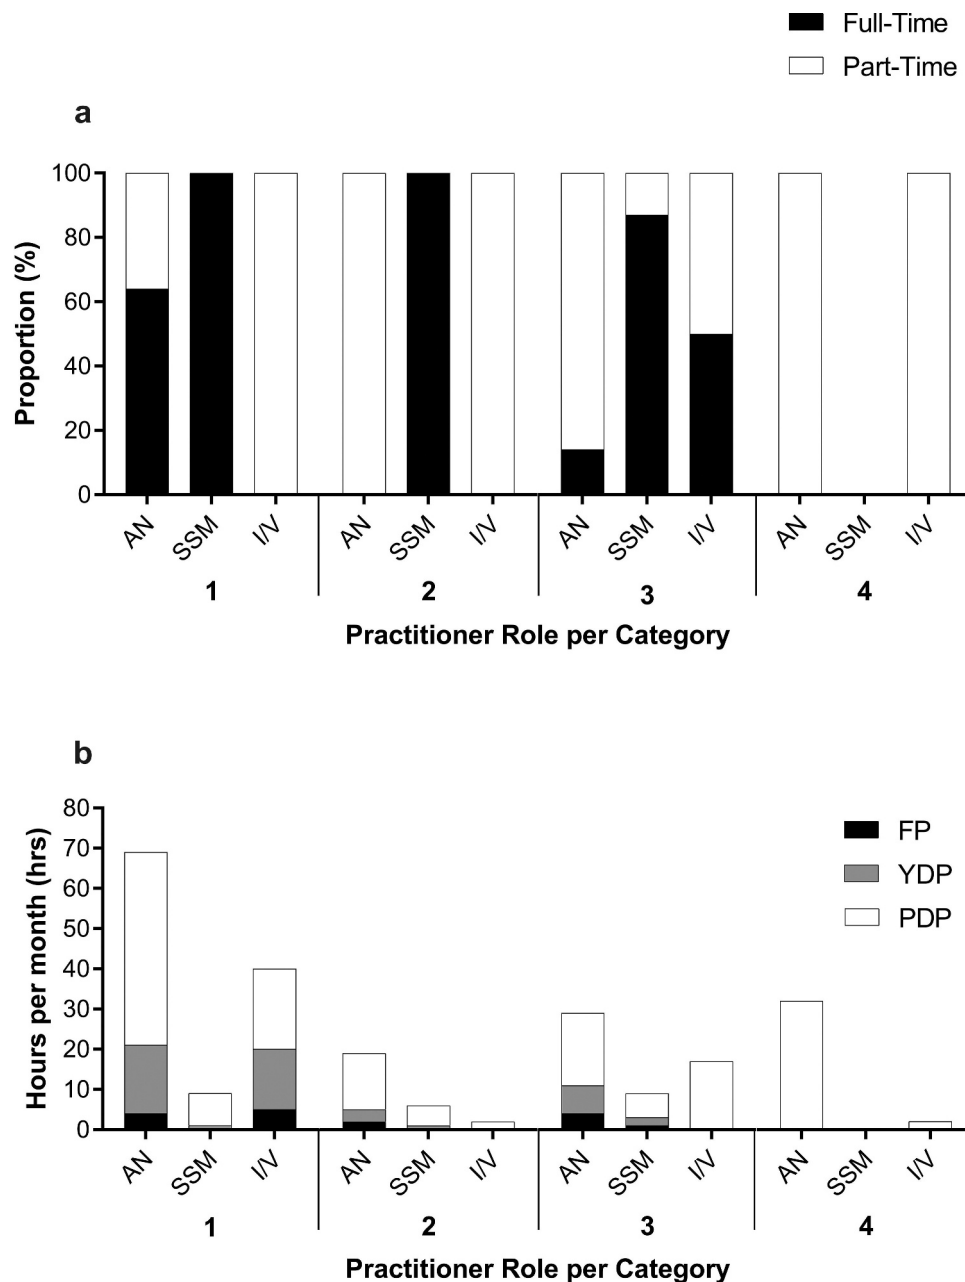 Full-Time
Part-Time
a
100
80
60
40
20
0
Proportion (%)
AN SSM I/V AN SSM I/V AN SSM I/V AN SSM I/V
1 2 3 4
Practitioner Role per Category
b
80
70
60
50
40
30
20
10
0
Hours per month (hrs)
FP
YDP
PDP
AN SSM I/V AN SSM I/V AN SSM I/V AN SSM I/V
1 2 3 4
Practitioner Role per Category